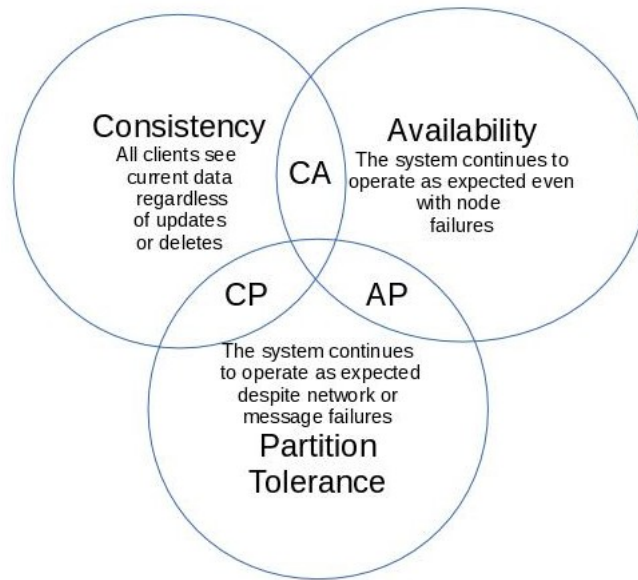 Consistency
All clients see
current data
regardless
of updates
or deletes
CA
Availability
The system continues to
operate as expected even
with node
failures
CP
AP
The system continues
to operate as expected
despite network or
message failures
Partition
Tolerance